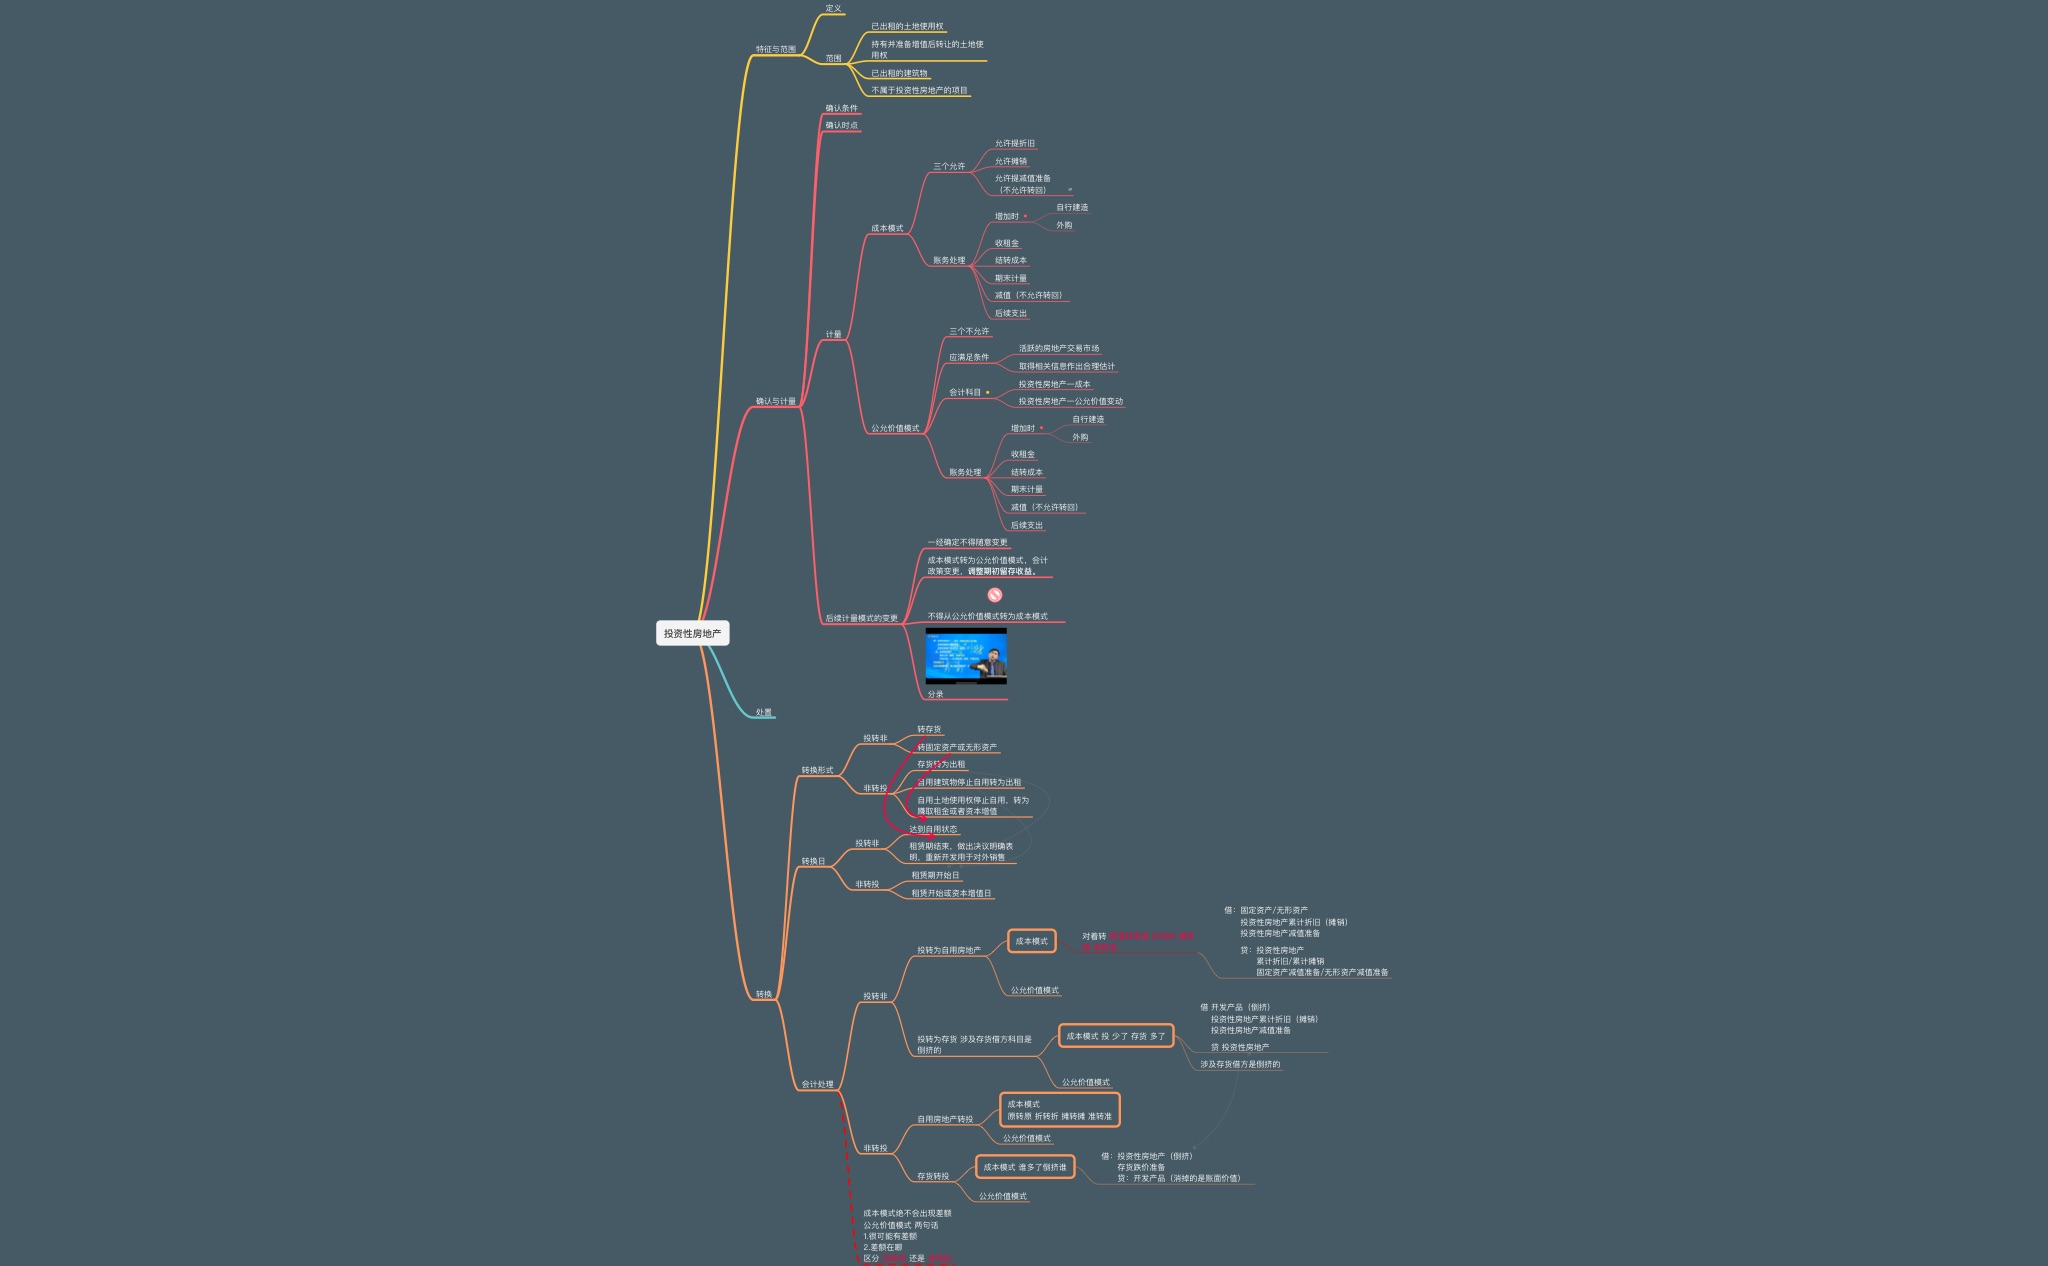 定义
已出租的土地使用权
持有并准备增值后转让的土地使
用权
特征与范围
范围
已出租的建筑物
不属于投资性房地产的项目
确认条件
确认时点
允许提折旧
三个允许
允许摊销
允许提减值准备
（不允许转回）
自行建造
增加时
外购
成本模式
收租金
账务处理
结转成本
期末计量
减值（不允许转回）
后续支出
计量
三个不允许
活跃的房地产交易市场
应满足条件
取得相关信息作出合理估计
投资性房地产—成本
会计科目
投资性房地产—公允价值变动
确认与计量
自行建造
公允价值模式
增加时
外购
收租金
账务处理
结转成本
期末计量
减值（不允许转回）
后续支出
一经确定不得随意变更
成本模式转为公允价值模式，会计
政策变更，调整期初留存收益。
后续计量模式的变更
不得从公允价值模式转为成本模式
投资性房地产
分录
处置
转存货
投转非
转固定资产或无形资产
转换形式
存货转为出租
自用建筑物停止自用转为出租
非转投
自用土地使用权停止自用，转为
赚取租金或者资本增值
达到自用状态
投转非
租赁期结束，做出决议明确表
明，重新开发用于对外销售
转换日
租赁期开始日
非转投
租赁开始或资本增值日
借：固定资产/无形资产
投资性房地产累计折旧（摊销）
投资性房地产减值准备
成本模式
对着转
投转为自用房地产
贷：投资性房地产
累计折旧/累计摊销
固定资产减值准备/无形资产减值准备
转换
投转非
公允价值模式
借 开发产品（倒挤）
投资性房地产累计折旧（摊销）
投资性房地产减值准备
投转为存货 涉及存货借方科目是
倒挤的
成本模式 投 少了 存货 多了
贷 投资性房地产
涉及存货借方是倒挤的
会计处理
公允价值模式
成本模式
原转原 折转折 摊转摊 准转准
自用房地产转投
公允价值模式
非转投
借：投资性房地产（倒挤）
成本模式 谁多了倒挤谁
存货跌价准备
存货转投
贷：开发产品（消掉的是账面价值）
公允价值模式
成本模式绝不会出现差额
公允价值模式 两句话
1.很可能有差额
2.差额在哪
区分 还是